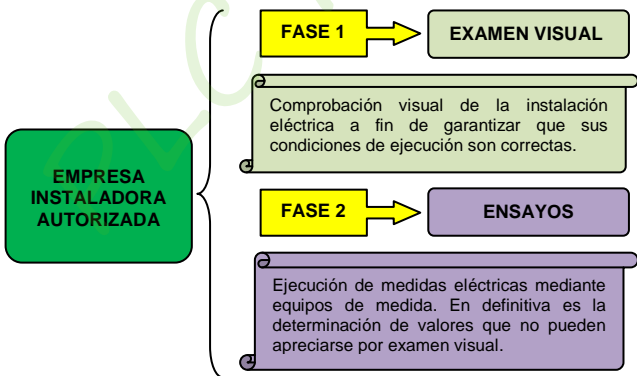 EMPRESA
INSTALADORA
AUTORIZADA
FASE 1
EXAMEN VISUAL
Comprobación visual de la instalación
eléctrica a fin de garantizar que sus
condiciones de ejecución son correctas.
FASE 2
ENSAYOS
Ejecución de medidas eléctricas mediante
equipos de medida. En definitiva es la
determinación de valores que no pueden
apreciarse por examen visual.